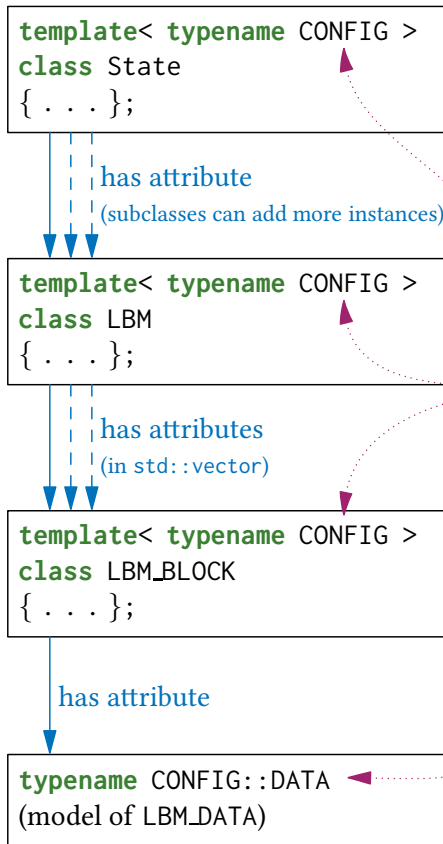 template< typename CONFIG >
class State
{ . . . };
has attribute
(subclasses can add more instances)
template< typename CONFIG >
class LBM
{ . . . };
has attributes
(in std::vector)
template< typename CONFIG >
class LBM_BLOCK
{ . . . };
has attribute
typename CONFIG::DATA
(model of LBM_DATA)